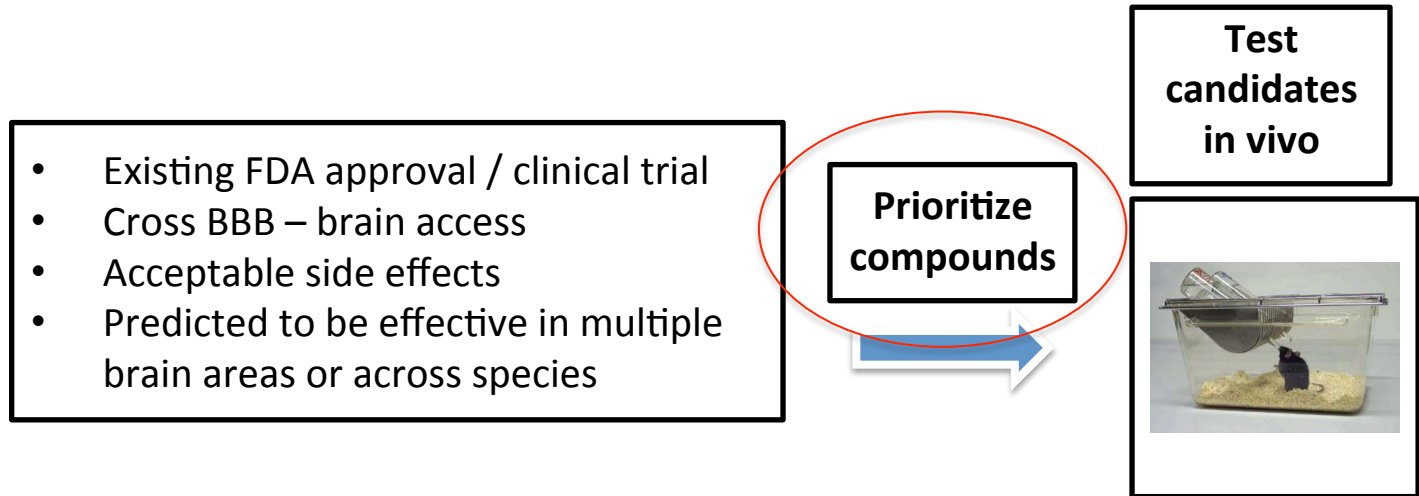 • Existing FDA approval / clinical trial
• Cross BBB – brain access
• Acceptable side effects
• Predicted to be effective in multiple
brain areas or across species
Prioritize
compounds
Test
candidates
in vivo